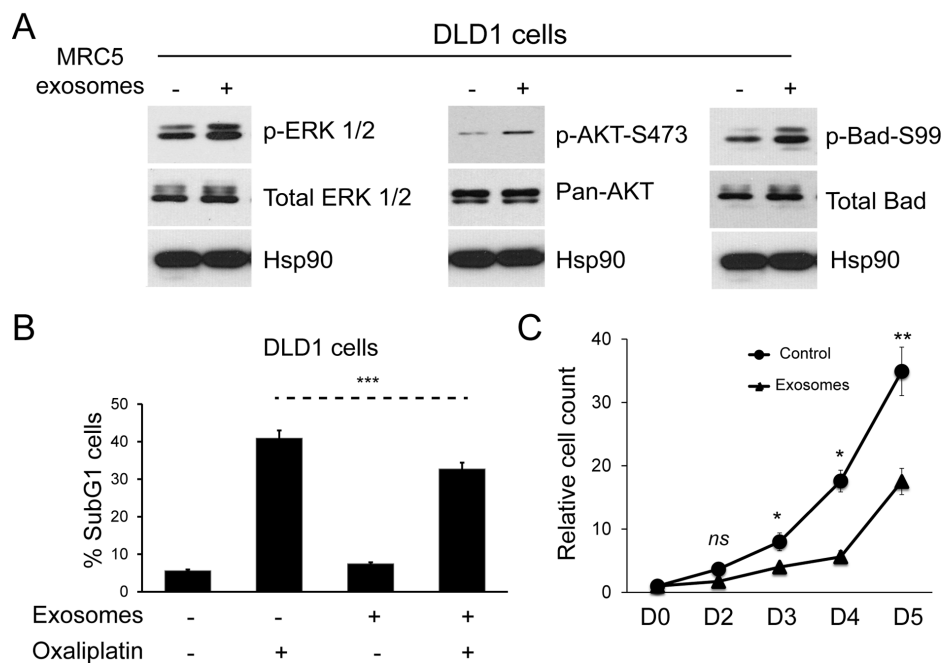 A
DLD1 cells
MRC5
exosomes
- + - + - +
p-ERK 1/2 p-AKT-S473 p-Bad-S99
Total ERK 1/2 Pan-AKT Total Bad
Hsp90 Hsp90 Hsp90
B
DLD1 cells
***
% SubG1 cells
50
40
30
20
10
0
Exosomes - - + +
Oxaliplatin - + - +
C
Relative cell count
40
30
20
10
0
Control
Exosomes
ns
*
*
**
D0 D2 D3 D4 D5